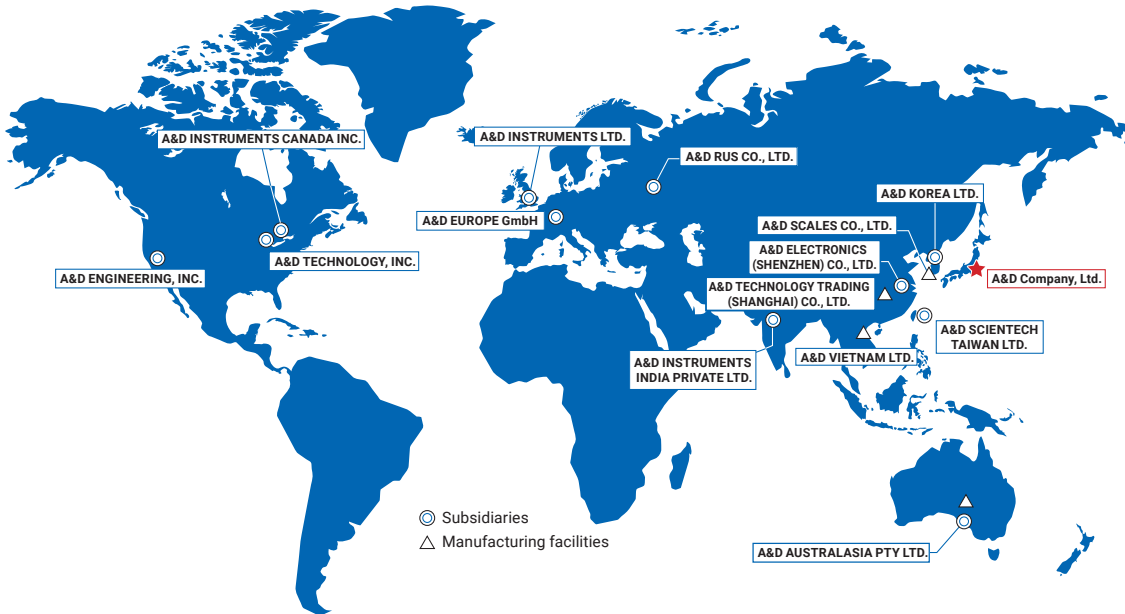 A&D INSTRUMENTS CANADA INC.
A&D INSTRUMENTS LTD.
A&D RUS CO., LTD.
A&D KOREA LTD.
A&D EUROPE GmbH
A&D SCALES CO., LTD.
A&D ELECTRONICS
(SHENZHEN) CO., LTD.
A&D TECHNOLOGY, INC.
A&D ENGINEERING, INC.
A&D Company, Ltd.
A&D TECHNOLOGY TRADING
(SHANGHAI) CO., LTD.
A&D SCIENTECH
TAIWAN LTD.
A&D VIETNAM LTD.
A&D INSTRUMENTS
INDIA PRIVATE LTD.
Subsidiaries
Manufacturing facilities
A&D AUSTRALASIA PTY LTD.